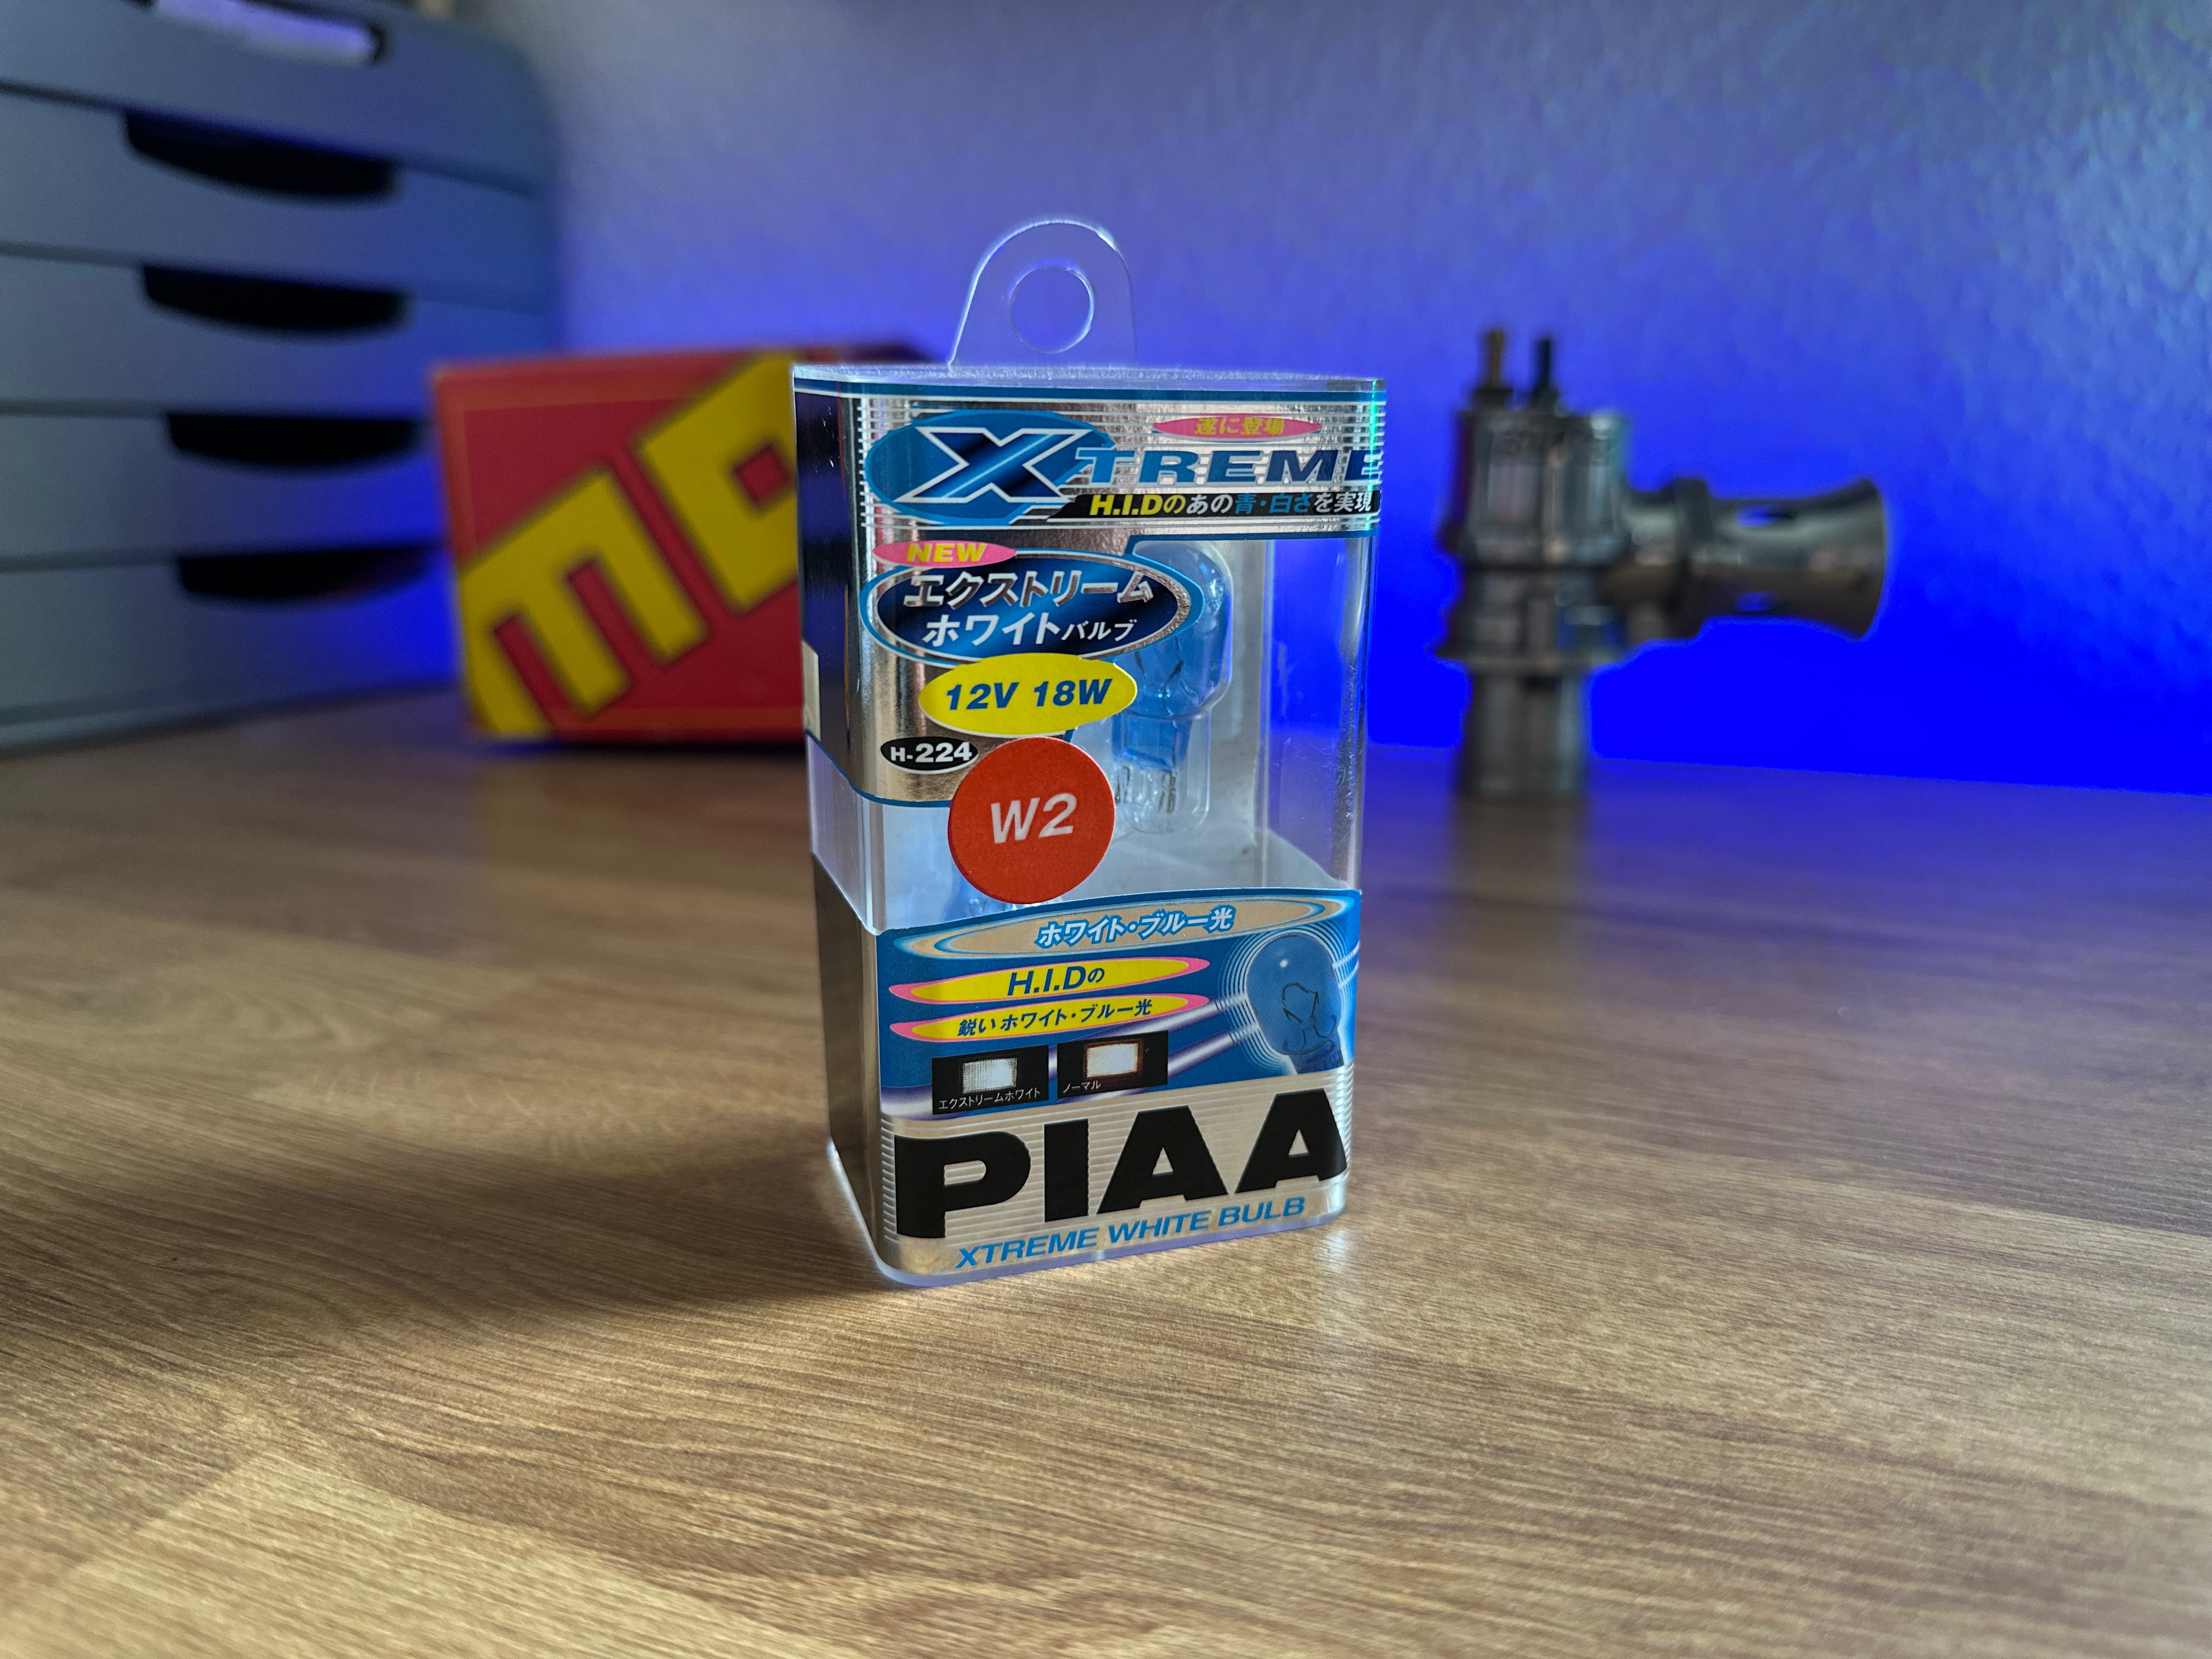 遂に登場
XTREME
H.I.Dのあの青・白さを実現
NEW
エクストリーム
ホワイトバルブ
12V 18W
H-224
W2
ホワイト・ブルー光
H.I.Dの
鋭いホワイト・ブルー光
エクストリームホワイト
ノーマル
PIAA
XTREME WHITE BULB